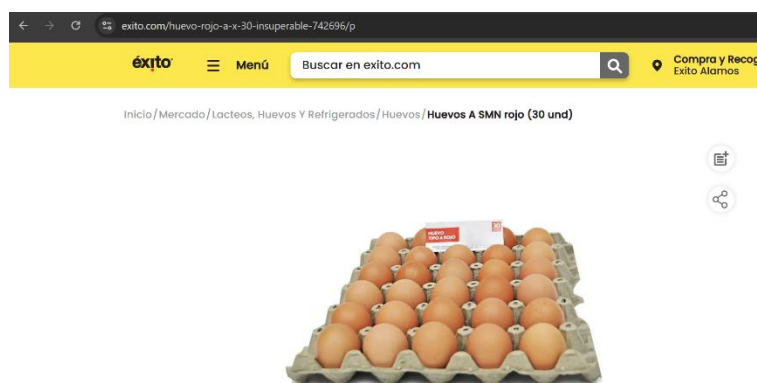 exito.com/huevo-rojo-a-x-30-insuperable-742696/p
éxito
Menú
Buscar en exito.com
Compra y Recog
Exito Alamos
Inicio/Mercado/Lacteos, Huevos Y Refrigerados/Huevos/Huevos A SMN rojo (30 und)
HUEVO
TIPO A ROJO
30